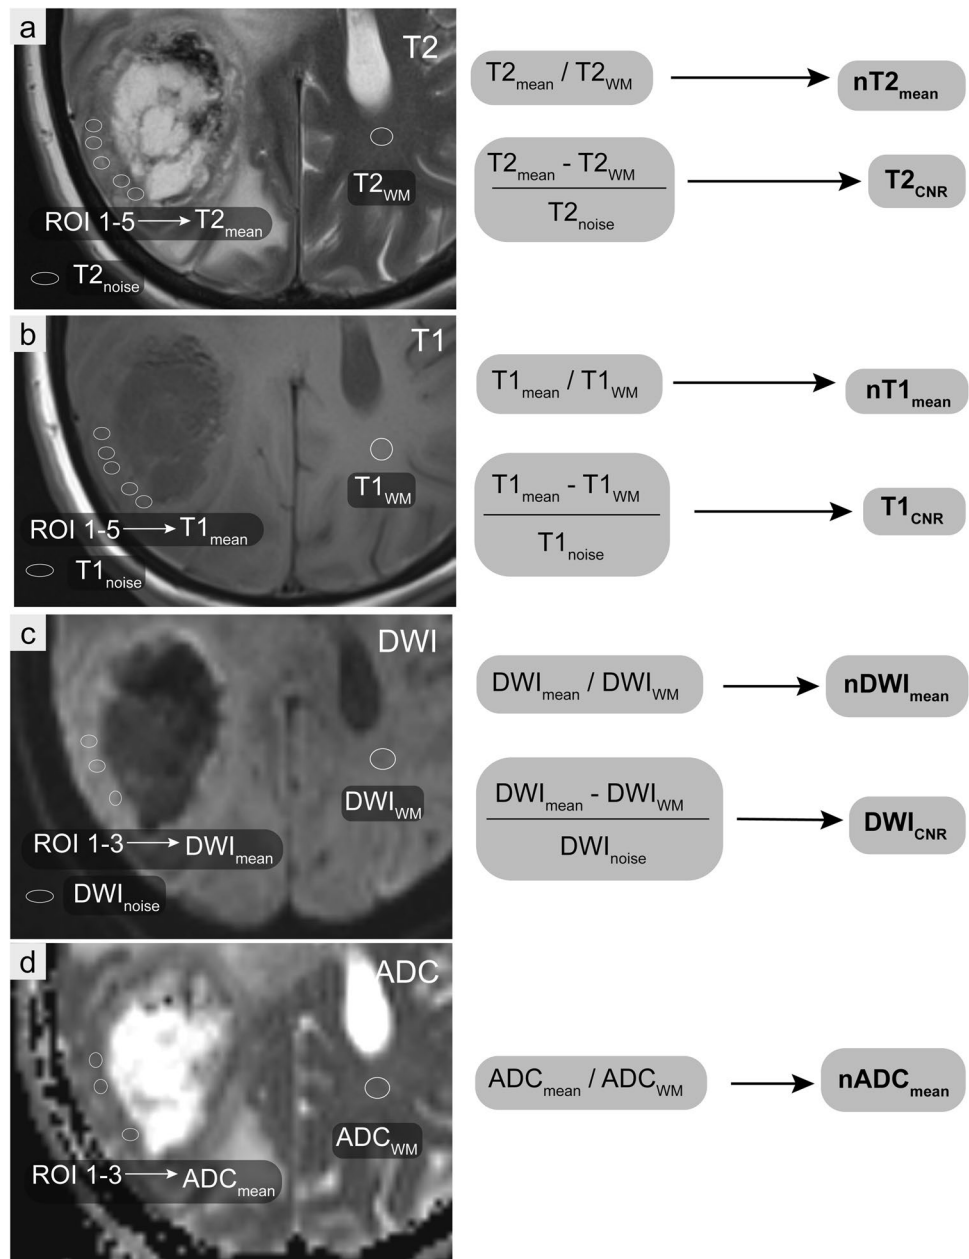 a
T2
T2WM
ROI 1-5 → T2mean
T2noise
T2mean / T2WM → nT2mean
T2mean - T2WM
T2noise
→ T2CNR
b
T1
T1WM
ROI 1-5 → T1mean
T1noise
T1mean / T1WM → nT1mean
T1mean - T1WM
T1noise
→ T1CNR
c
DWI
DWIWM
ROI 1-3 → DWImean
DWInoise
DWImean / DWIWM → nDWImean
DWImean - DWIWM
DWInoise
→ DWICNR
d
ADC
ADCWM
ROI 1-3 → ADCmean
ADCmean / ADCWM → nADCmean